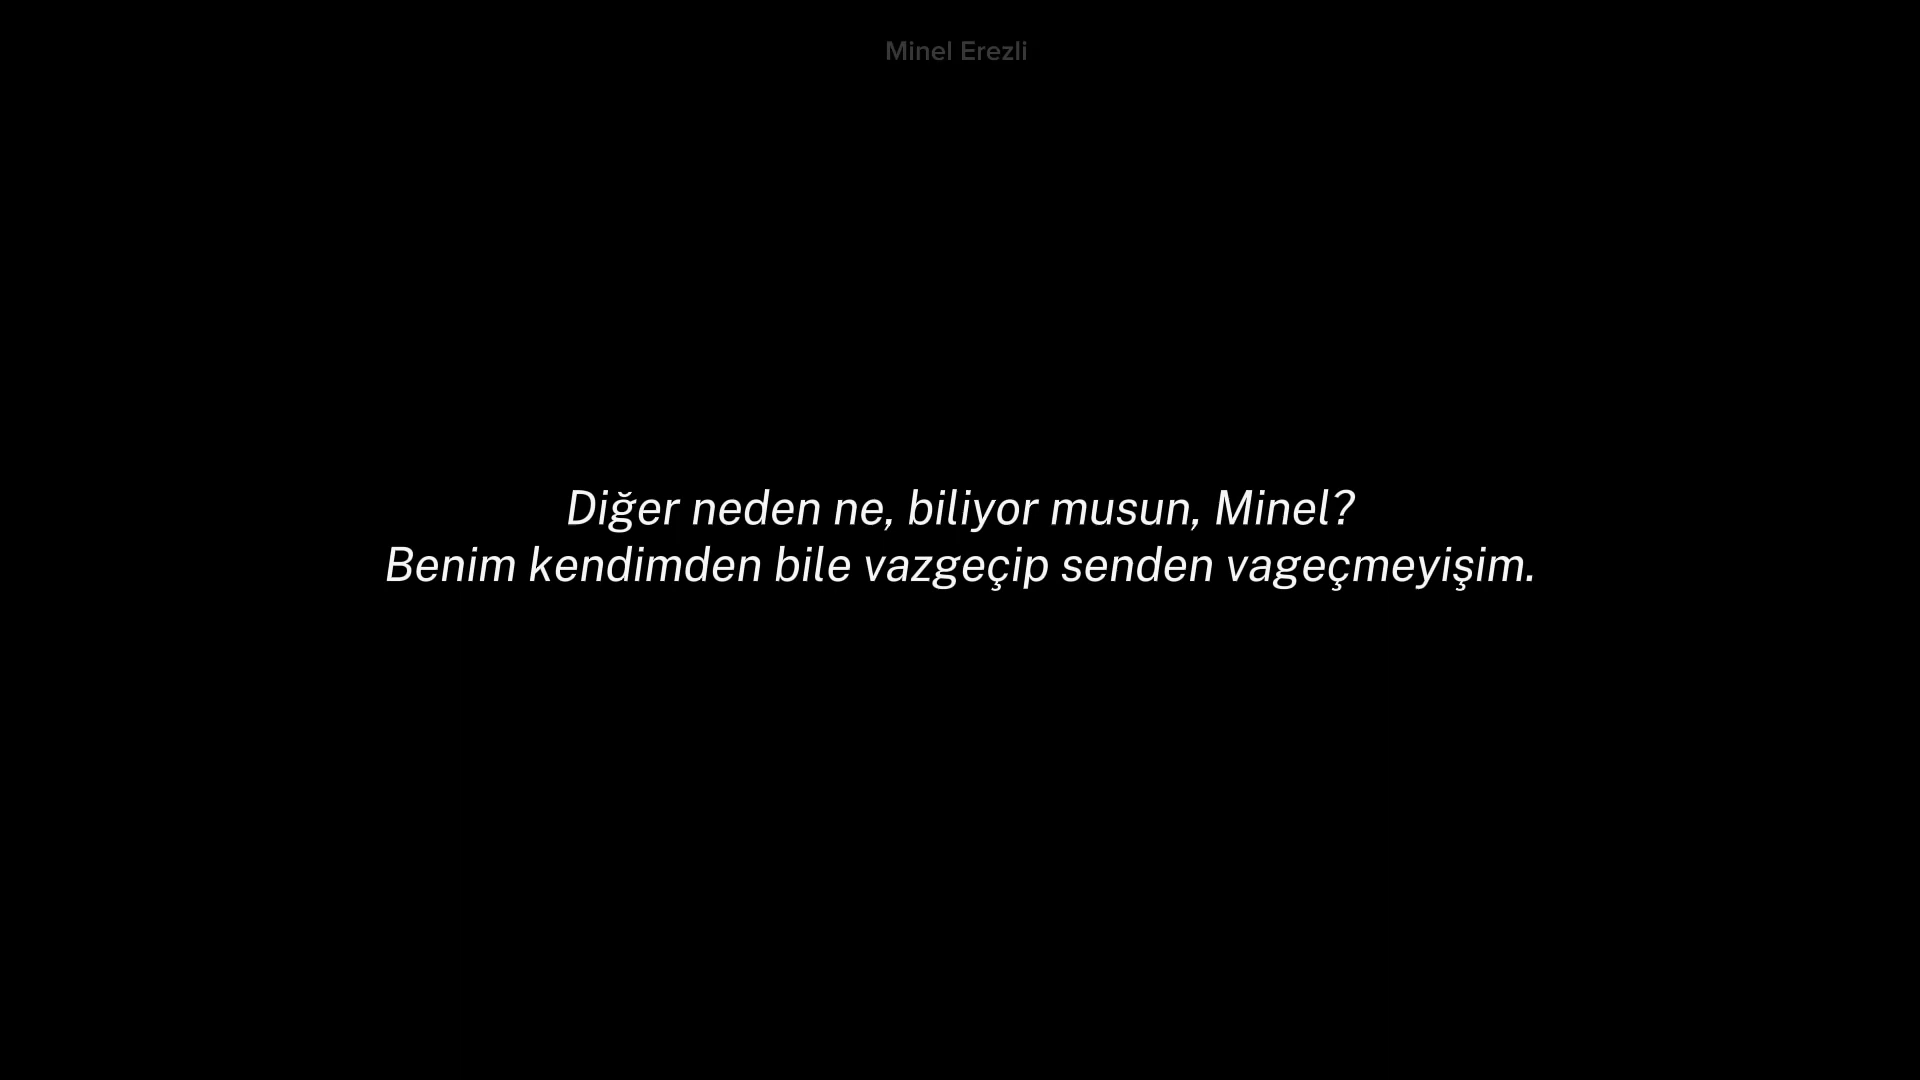 Minel Erezli
Diğer neden ne, biliyor musun, Minel?
Benim kendimden bile vazgeçip senden vageçmeyişim.